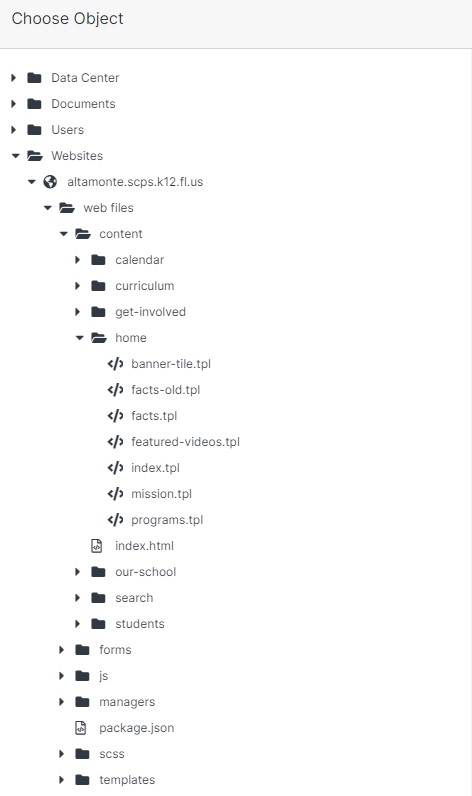 Choose Object
Data Center
Documents
Users
Websites
altamonte.scps.k12.fl.us
web files
content
calendar
curriculum
get-involved
home
banner-tile.tpl
facts-old.tpl
facts.tpl
featured-videos.tpl
index.tpl
mission.tpl
programs.tpl
index.html
our-school
search
students
forms
js
managers
package.json
scss
templates